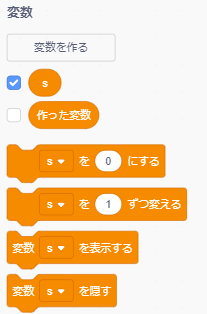 変数
変数を作る
s
作った変数
s を 0 にする
s を 1 ずつ変える
変数 s を表示する
変数 s を隠す